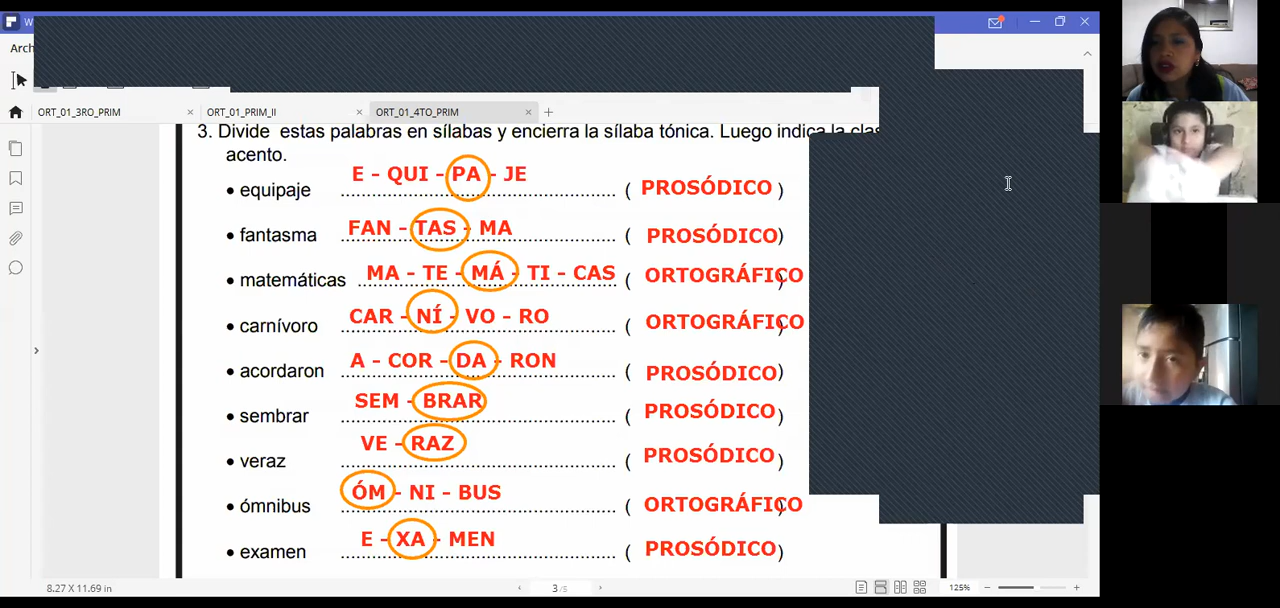 W
Arch
ORT_01_3RO_PRIM × ORT_01_PRIM_II × ORT_01_4TO_PRIM × +
3. Divide estas palabras en sílabas y encierra la sílaba tónica. Luego indica la
acento.
• equipaje E - QUI - PA - JE ( PROSÓDICO )
• fantasma FAN - TAS - MA ( PROSÓDICO )
• matemáticas MA - TE - MÁ - TI - CAS ( ORTOGRÁFICO )
• carnívoro CAR - NÍ - VO - RO ( ORTOGRÁFICO )
• acordaron A - COR - DA - RON ( PROSÓDICO )
• sembrar SEM - BRAR ( PROSÓDICO )
• veraz VE - RAZ ( PROSÓDICO )
• ómnibus ÓM - NI - BUS ( ORTOGRÁFICO )
• examen E - XA - MEN ( PROSÓDICO )
8.27 x 11.69 in 3/5 125%